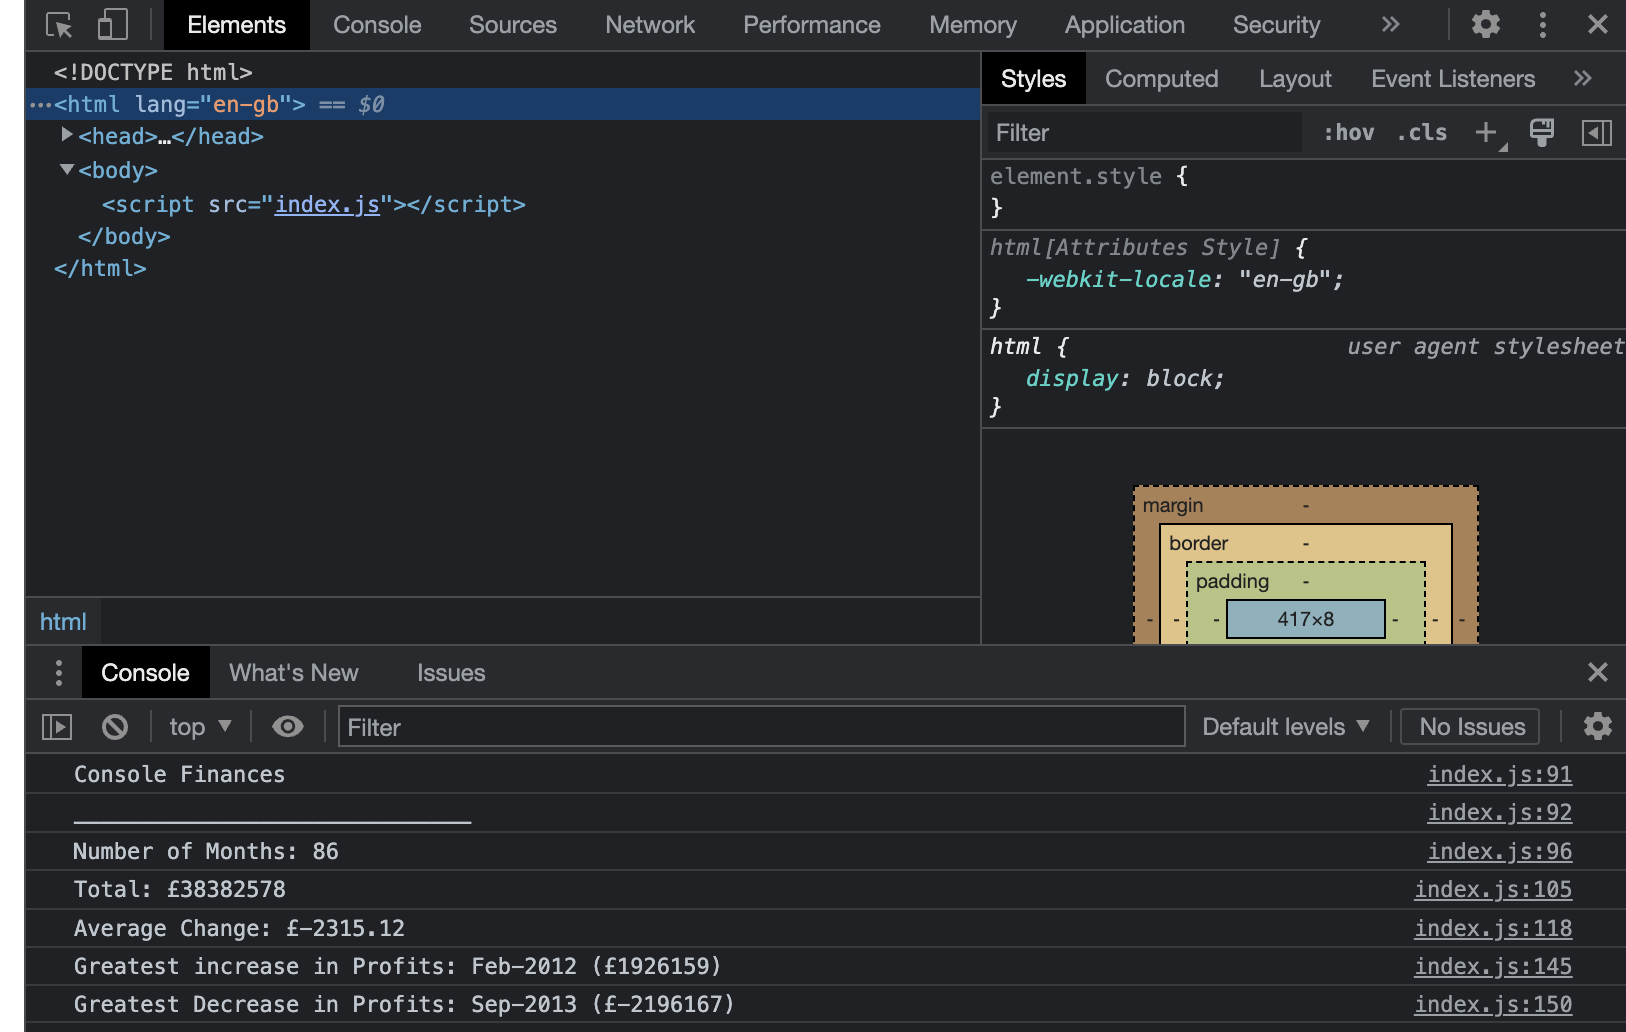 Elements Console Sources Network Performance Memory Application Security »
<!DOCTYPE html>
···<html lang="en-gb"> == $0
▶<head>…</head>
▼<body>
<script src="index.js"></script>
</body>
</html>
html
Styles Computed Layout Event Listeners »
Filter :hov .cls +
element.style {
}
html[Attributes Style] {
-webkit-locale: "en-gb";
}
html { user agent stylesheet
display: block;
}
margin -
border -
padding -
- - - 417×8 - - -
Console What's New Issues
top ▼ Filter Default levels ▼ No Issues
Console Finances index.js:91
______________________________ index.js:92
Number of Months: 86 index.js:96
Total: £38382578 index.js:105
Average Change: £-2315.12 index.js:118
Greatest increase in Profits: Feb-2012 (£1926159) index.js:145
Greatest Decrease in Profits: Sep-2013 (£-2196167) index.js:150